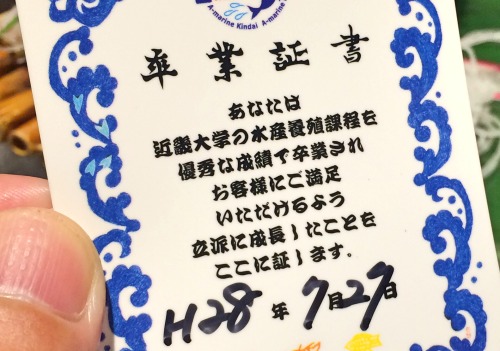 A-marine Kindai A-marine
卒業証書
あなたは
近畿大学の水産養殖課程を
優秀な成績で卒業され
お客様にご満足
いただけるよう
立派に成長したことを
ここに証します。
H28年7月27日